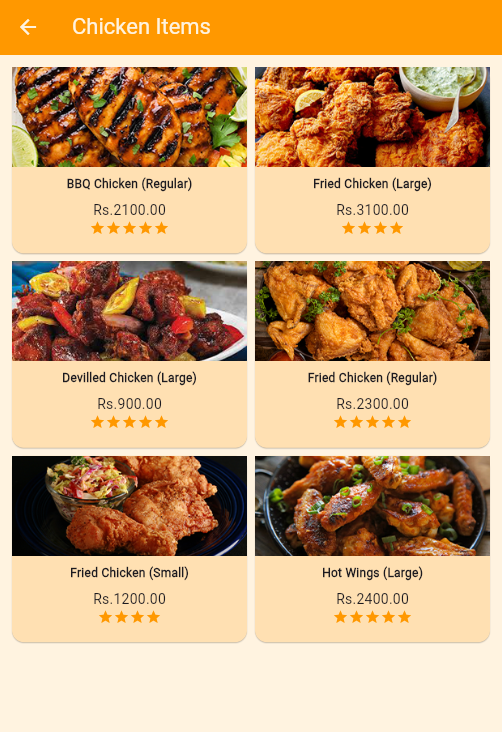 Chicken Items
BBQ Chicken (Regular)
Rs.2100.00
Fried Chicken (Large)
Rs.3100.00
Devilled Chicken (Large)
Rs.900.00
Fried Chicken (Regular)
Rs.2300.00
Fried Chicken (Small)
Rs.1200.00
Hot Wings (Large)
Rs.2400.00